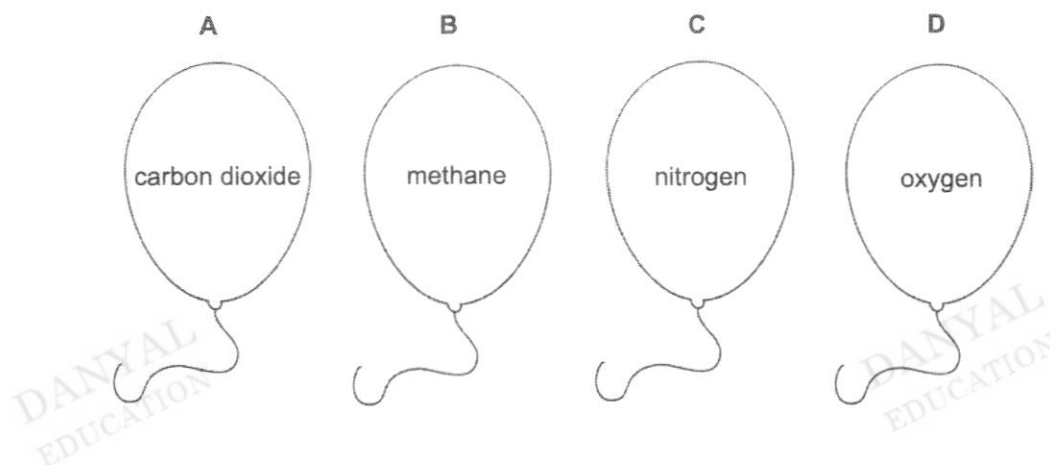 A B C D
carbon dioxide methane nitrogen oxygen
DANYAL
EDUCATION
DANYAL
EDUCATION